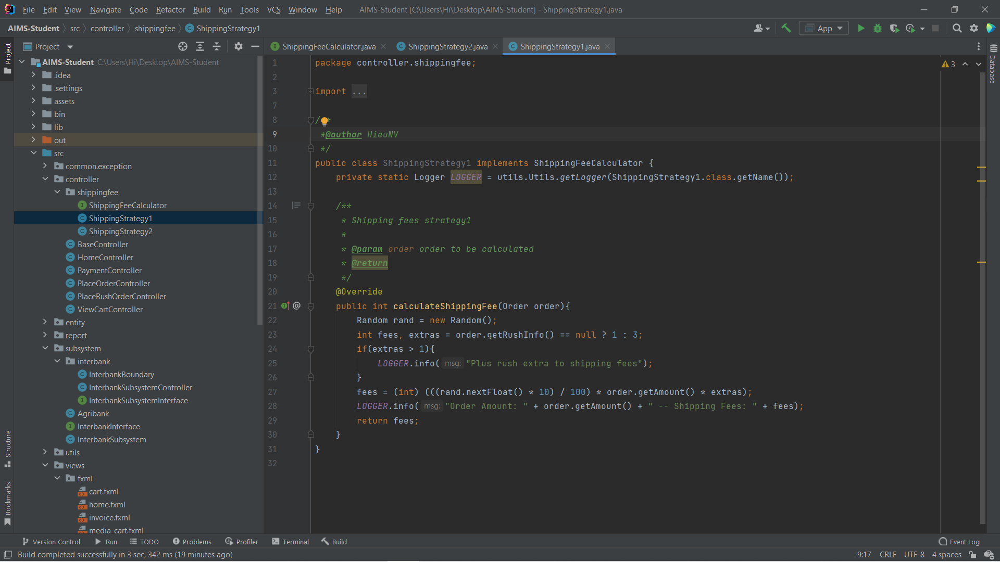 File Edit View Navigate Code Refactor Build Run Tools VCS Window Help AIMS-Student [C:\Users\Hi\Desktop\AIMS-Student] - ShippingStrategy1.java
AIMS-Student src controller shippingfee ShippingStrategy1 App
Project
Project
Structure
Bookmarks
AIMS-Student C:\Users\Hi\Desktop\AIMS-Student
.idea
.settings
assets
bin
lib
out
src
common.exception
controller
shippingfee
ShippingFeeCalculator
ShippingStrategy1
ShippingStrategy2
BaseController
HomeController
PaymentController
PlaceOrderController
PlaceRushOrderController
ViewCartController
entity
report
subsystem
interbank
InterbankBoundary
InterbankSubsystemController
InterbankSubsystemInterface
Agribank
InterbankInterface
InterbankSubsystem
utils
views
fxml
cart.fxml
home.fxml
invoice.fxml
media_cart.fxml
ShippingFeeCalculator.java ShippingStrategy2.java ShippingStrategy1.java
3
Database
1 package controller.shippingfee;
2
3 import ...
7
8 /**
9 *@author HieuNV
10 */
11 public class ShippingStrategy1 implements ShippingFeeCalculator {
12 private static Logger LOGGER = utils.Utils.getLogger(ShippingStrategy1.class.getName());
13
14 /**
15 * Shipping fees strategy1
16 *
17 * @param order order to be calculated
18 * @return
19 */
20 @Override
21 public int calculateShippingFee(Order order){
22 Random rand = new Random();
23 int fees, extras = order.getRushInfo() == null ? 1 : 3;
24 if(extras > 1){
25 LOGGER.info( msg: "Plus rush extra to shipping fees");
26 }
27 fees = (int) (((rand.nextFloat() * 10) / 100) * order.getAmount() * extras);
28 LOGGER.info( msg: "Order Amount: " + order.getAmount() + " -- Shipping Fees: " + fees);
29 return fees;
30 }
31 }
32
Version Control Run TODO Problems Profiler Terminal Build Event Log
Build completed successfully in 3 sec, 342 ms (19 minutes ago) 9:17 CRLF UTF-8 4 spaces